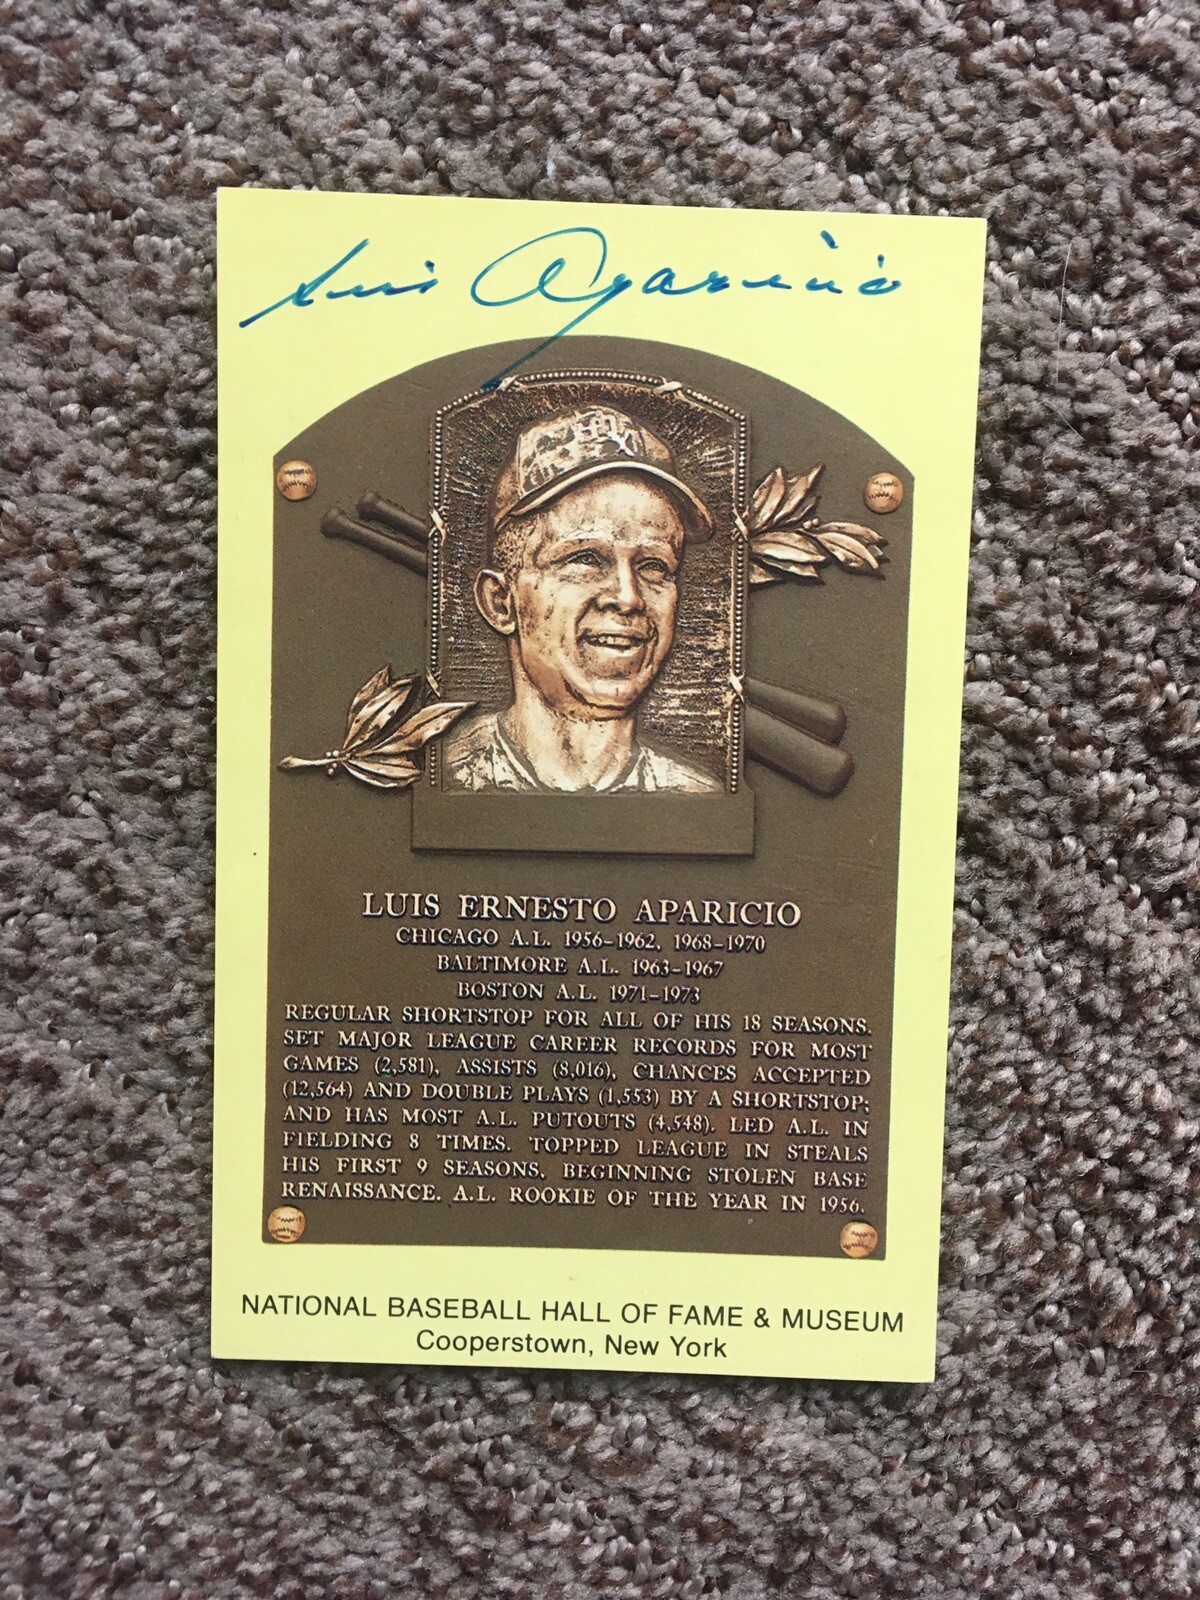 Luis Aparicio
LUIS ERNESTO APARICIO
CHICAGO A.L. 1956-1962, 1968-1970
BALTIMORE A.L. 1963-1967
BOSTON A.L. 1971-1973
REGULAR SHORTSTOP FOR ALL OF HIS 18 SEASONS.
SET MAJOR LEAGUE CAREER RECORDS FOR MOST
GAMES (2,581), ASSISTS (8,016), CHANCES ACCEPTED
(12,564) AND DOUBLE PLAYS (1,553) BY A SHORTSTOP;
AND HAS MOST A.L. PUTOUTS (4,548). LED A.L. IN
FIELDING 8 TIMES. TOPPED LEAGUE IN STEALS
HIS FIRST 9 SEASONS, BEGINNING STOLEN BASE
RENAISSANCE. A.L. ROOKIE OF THE YEAR IN 1956.
NATIONAL BASEBALL HALL OF FAME & MUSEUM
Cooperstown, New York